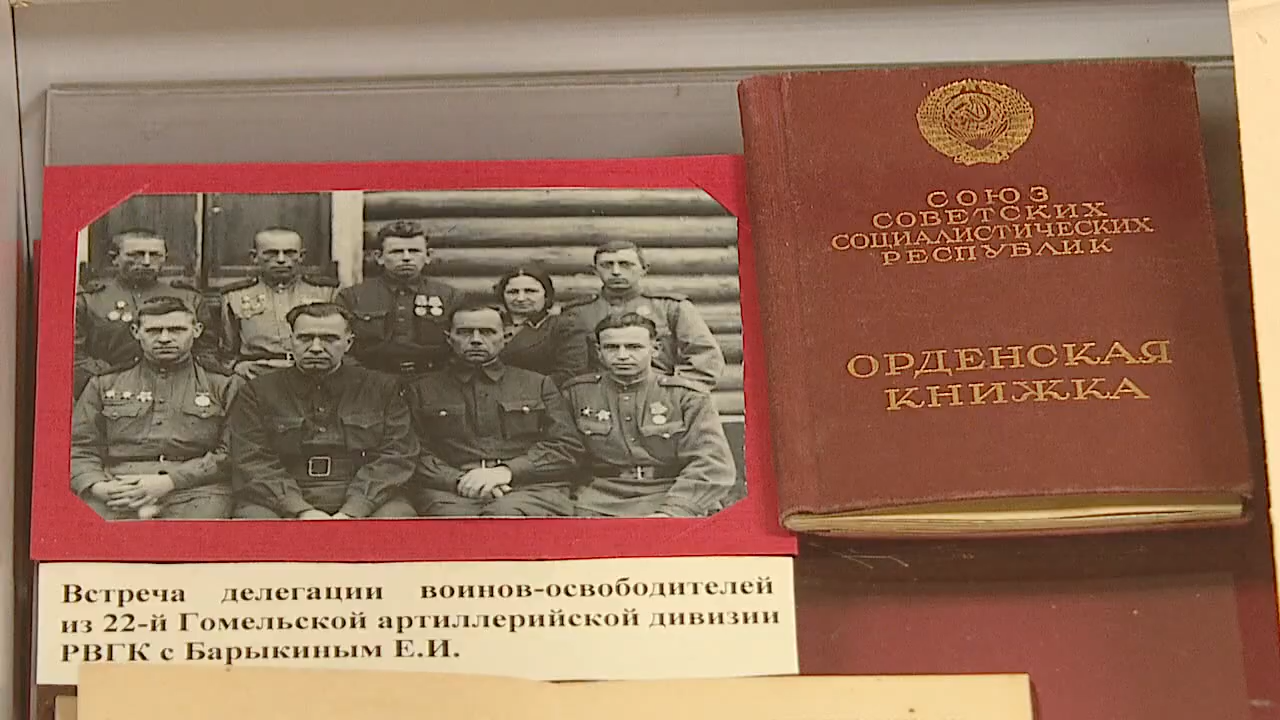 СОЮЗ
СОВЕТСКИХ
СОЦИАЛИСТИЧЕСКИХ
РЕСПУБЛИК
ОРДЕНСКАЯ
КНИЖКА
Встреча делегации воинов-освободителей
из 22-й Гомельской артиллерийской дивизии
РВГК с Барыкиным Е.И.